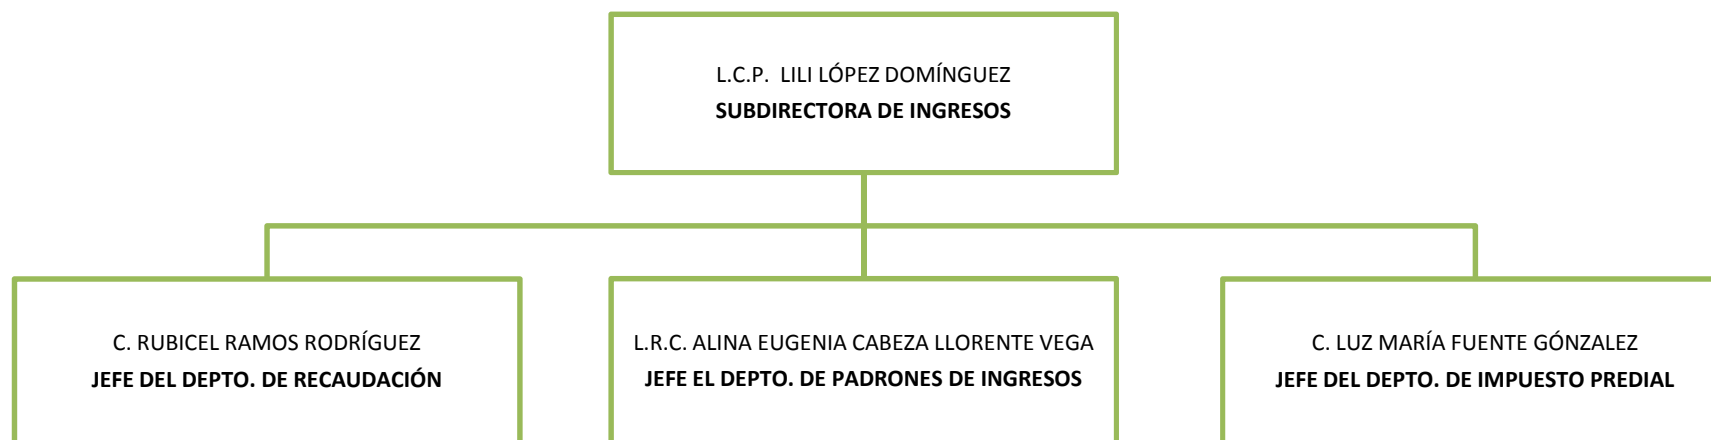 L.C.P. LILI LÓPEZ DOMÍNGUEZ
SUBDIRECTORA DE INGRESOS
C. RUBICEL RAMOS RODRÍGUEZ
JEFE DEL DEPTO. DE RECAUDACIÓN
L.R.C. ALINA EUGENIA CABEZA LLORENTE VEGA
JEFE EL DEPTO. DE PADRONES DE INGRESOS
C. LUZ MARÍA FUENTE GÓNZALEZ
JEFE DEL DEPTO. DE IMPUESTO PREDIAL